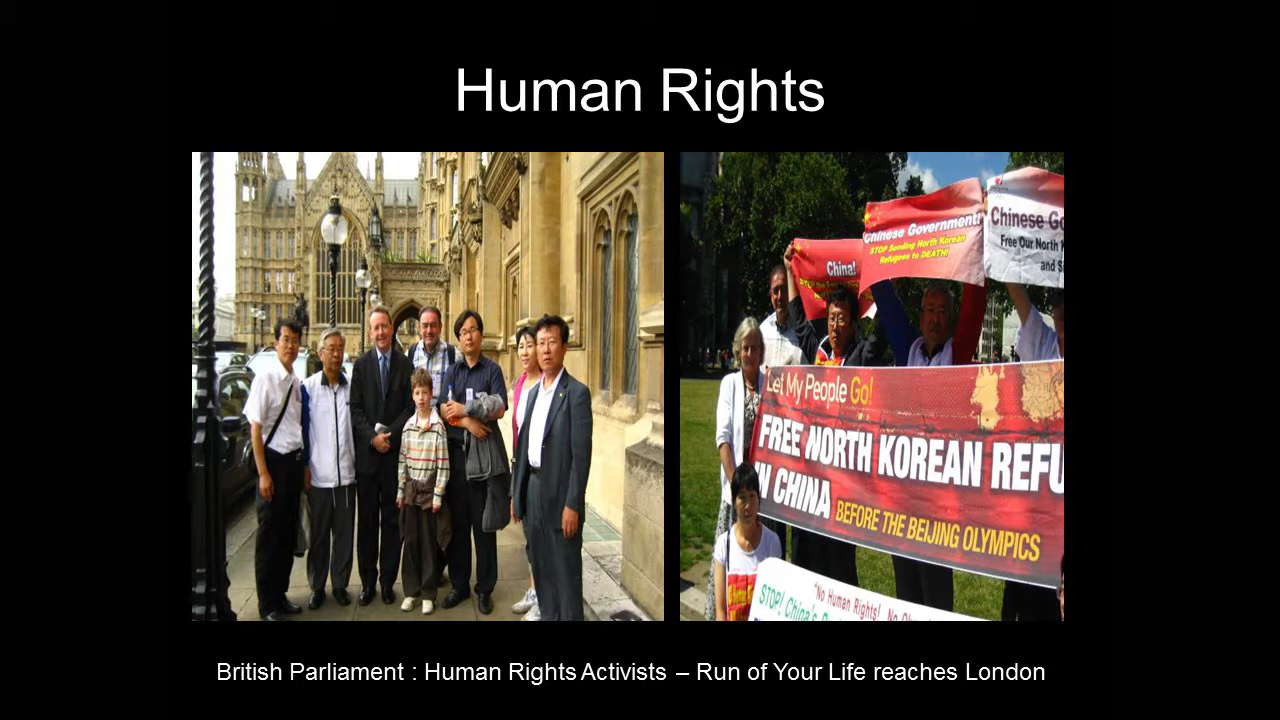 Human Rights
China!
STOP
Chinese Government!
STOP Sending North Korean
Refugees to DEATH!
Chinese
Free Our North
and
Let My People Go!
FREE NORTH KOREAN REFU
IN CHINA BEFORE THE BEIJING OLYMPICS
"No Human Rights! No
STOP! China's
British Parliament : Human Rights Activists – Run of Your Life reaches London